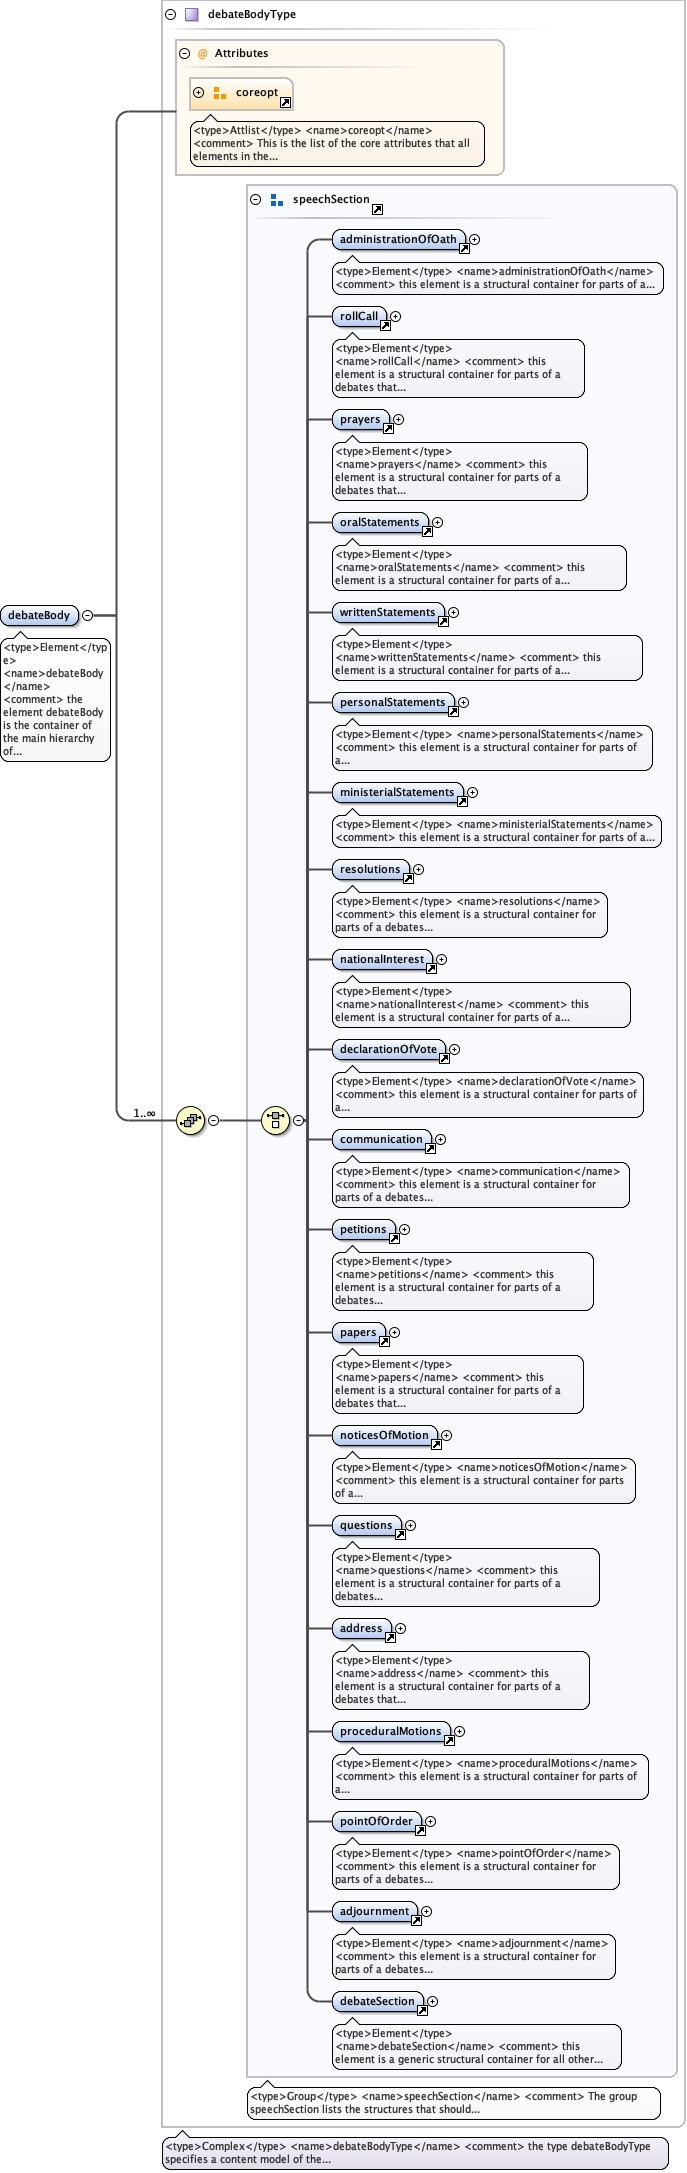 debateBodyType
@ Attributes
coreopt
<type>Attlist</type> <name>coreopt</name>
<comment> This is the list of the core attributes that all
elements in the...
speechSection
administrationOfOath
<type>Element</type> <name>administrationOfOath</name>
<comment> this element is a structural container for parts of a...
rollCall
<type>Element</type>
<name>rollCall</name> <comment> this
element is a structural container for parts of a
debates that...
prayers
<type>Element</type>
<name>prayers</name> <comment> this
element is a structural container for parts of a
debates that...
oralStatements
<type>Element</type>
<name>oralStatements</name> <comment> this
element is a structural container for parts of a...
debateBody
<type>Element</typ
e>
<name>debateBody
</name>
<comment> the
element debateBody
is the container of
the main hierarchy
of...
writtenStatements
<type>Element</type>
<name>writtenStatements</name> <comment> this
element is a structural container for parts of a...
personalStatements
<type>Element</type> <name>personalStatements</name>
<comment> this element is a structural container for parts of
a...
ministerialStatements
<type>Element</type> <name>ministerialStatements</name>
<comment> this element is a structural container for parts of a...
resolutions
<type>Element</type> <name>resolutions</name>
<comment> this element is a structural container for
parts of a debates...
nationalInterest
<type>Element</type>
<name>nationalInterest</name> <comment> this
element is a structural container for parts of a...
declarationOfVote
<type>Element</type> <name>declarationOfVote</name>
<comment> this element is a structural container for parts of
a...
1..∞
communication
<type>Element</type> <name>communication</name>
<comment> this element is a structural container for
parts of a debates...
petitions
<type>Element</type>
<name>petitions</name> <comment> this
element is a structural container for parts of a
debates...
papers
<type>Element</type>
<name>papers</name> <comment> this
element is a structural container for parts of a
debates that...
noticesOfMotion
<type>Element</type> <name>noticesOfMotion</name>
<comment> this element is a structural container for parts
of a...
questions
<type>Element</type>
<name>questions</name> <comment> this
element is a structural container for parts of a
debates...
address
<type>Element</type>
<name>address</name> <comment> this
element is a structural container for parts of a
debates that...
proceduralMotions
<type>Element</type> <name>proceduralMotions</name>
<comment> this element is a structural container for parts of
a...
pointOfOrder
<type>Element</type> <name>pointOfOrder</name>
<comment> this element is a structural container for
parts of a debates...
adjournment
<type>Element</type> <name>adjournment</name>
<comment> this element is a structural container for
parts of a debates...
debateSection
<type>Element</type>
<name>debateSection</name> <comment> this
element is a generic structural container for all other...
<type>Group</type> <name>speechSection</name> <comment> The group
speechSection lists the structures that should...
<type>Complex</type> <name>debateBodyType</name> <comment> the type debateBodyType
specifies a content model of the...